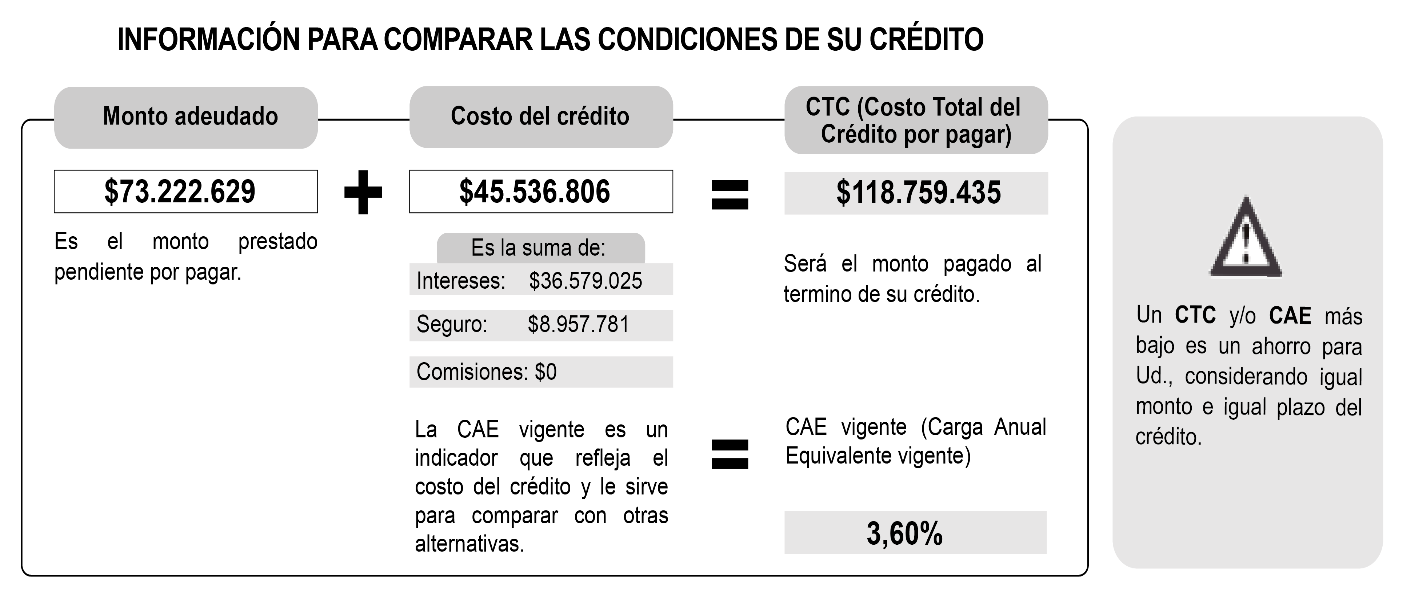 INFORMACIÓN PARA COMPARAR LAS CONDICIONES DE SU CRÉDITO
Monto adeudado
$73.222.629
Es el monto prestado
pendiente por pagar.
+
Costo del crédito
$45.536.806
Es la suma de:
Intereses: $36.579.025
Seguro: $8.957.781
Comisiones: $0
La CAE vigente es un
indicador que refleja el
costo del crédito y le sirve
para comparar con otras
alternativas.
=
CTC (Costo Total del
Crédito por pagar)
$118.759.435
Será el monto pagado al
termino de su crédito.
=
CAE vigente (Carga Anual
Equivalente vigente)
3,60%
!
Un CTC y/o CAE más
bajo es un ahorro para
Ud., considerando igual
monto e igual plazo del
crédito.